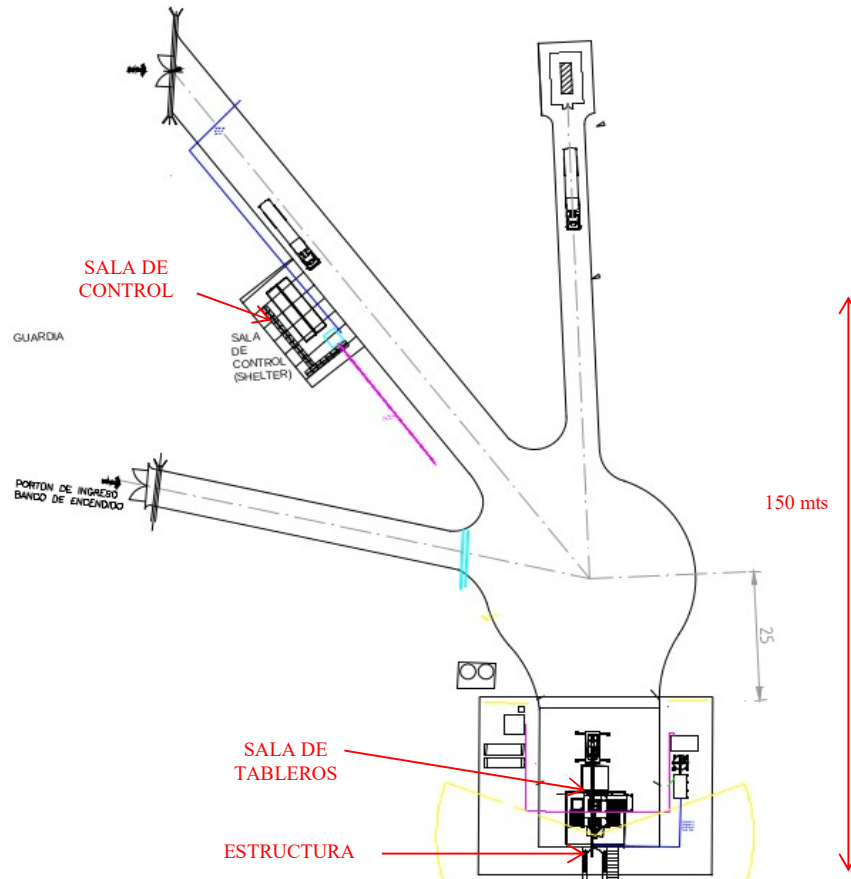 SALA DE
CONTROL
GUARDIA
SALA
DE
CONTROL
(SHELTER)
PORTON DE INGRESO
BANCO DE ENCENDIDO
150 mts
25
SALA DE
TABLEROS
ESTRUCTURA